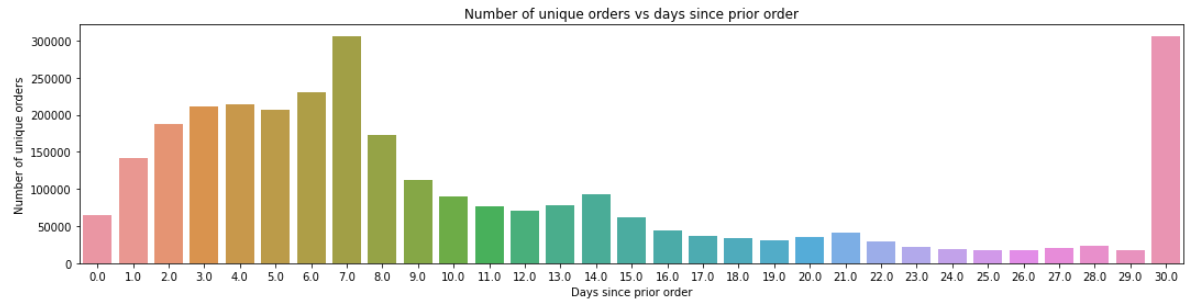 Number of unique orders vs days since prior order
Number of unique orders
300000
250000
200000
150000
100000
50000
0
0.0 1.0 2.0 3.0 4.0 5.0 6.0 7.0 8.0 9.0 10.0 11.0 12.0 13.0 14.0 15.0 16.0 17.0 18.0 19.0 20.0 21.0 22.0 23.0 24.0 25.0 26.0 27.0 28.0 29.0 30.0
Days since prior order